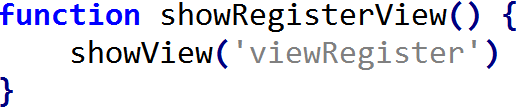 function showRegisterView() {
    showView('viewRegister')
}